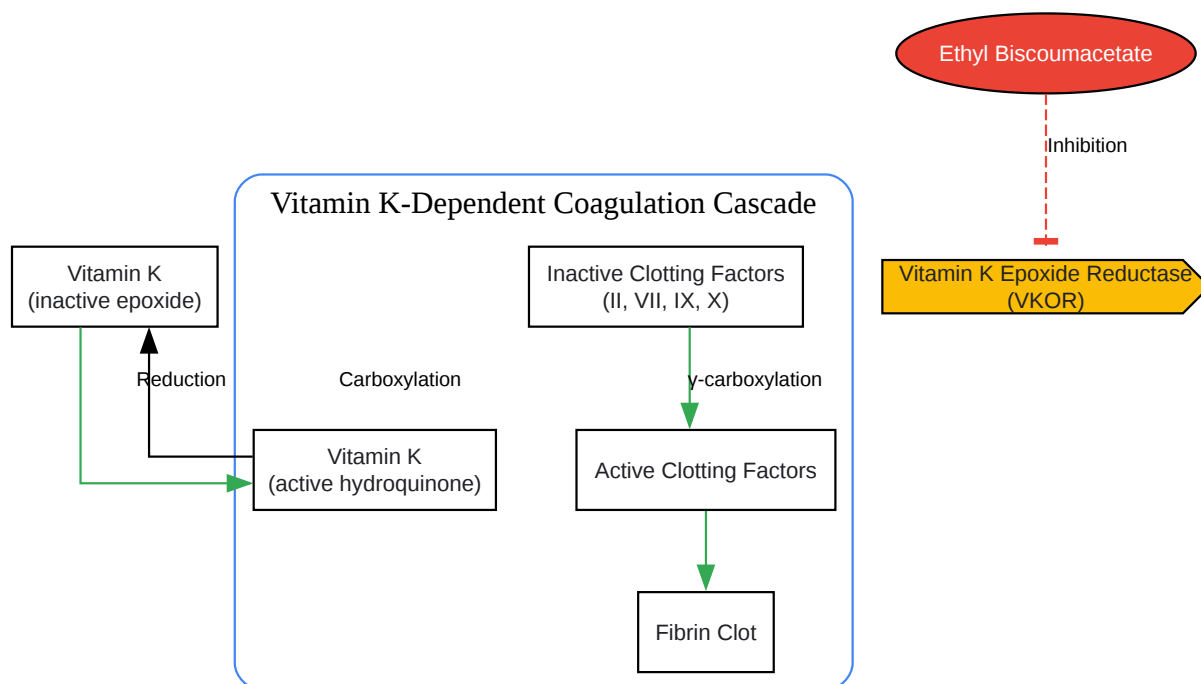 Ethyl Biscoumacetate
Inhibition
Vitamin K-Dependent Coagulation Cascade
Vitamin K
(inactive epoxide)
Inactive Clotting Factors
(II, VII, IX, X)
Vitamin K Epoxide Reductase
(VKOR)
Reduction
Carboxylation
γ-carboxylation
Vitamin K
(active hydroquinone)
Active Clotting Factors
Fibrin Clot